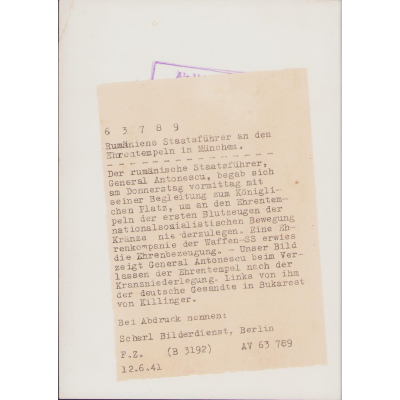 6 3 7 8 9
Rumäniens Staatsführer an den
Ehrentempeln in München.
- - - - - - - - - - - - - - -
Der rumänische Staatsführer,
General Antonescu, begab sich
am Donnerstag vormittag mit
seiner Begleitung zum Königli-
chen Platz, um an den Ehrentem-
peln der ersten Blutzeugen der
nationalsozialistischen Bewegung
Kränze niederzulegen. Eine Eh-
renkompanie der Waffen-SS erwies
die Ehrenbezeugung. - Unser Bild
zeigt General Antonescu beim Ver-
lassen der Ehrentempel nach der
Kranzniederlegung. Links von ihm
der deutsche Gesandte in Bukarest
von Killinger.
Bei Abdruck nennen:
Scherl Bilderdienst, Berlin
F.Z. (B 3192) AV 63 789
12.6.41